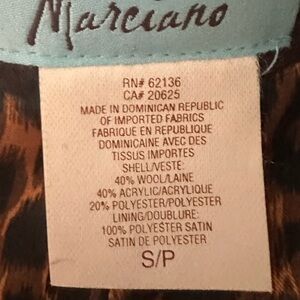 Marciano
RN# 62136
CA# 20625
MADE IN DOMINICAN REPUBLIC
OF IMPORTED FABRICS
FABRIQUE EN REPUBLIQUE
DOMINICAINE AVEC DES
TISSUS IMPORTES
SHELL/VESTE:
40% WOOL/LAINE
40% ACRYLIC/ACRYLIQUE
20% POLYESTER/POLYESTER
LINING/DOUBLURE:
100% POLYESTER SATIN
SATIN DE POLYESTER
S/P